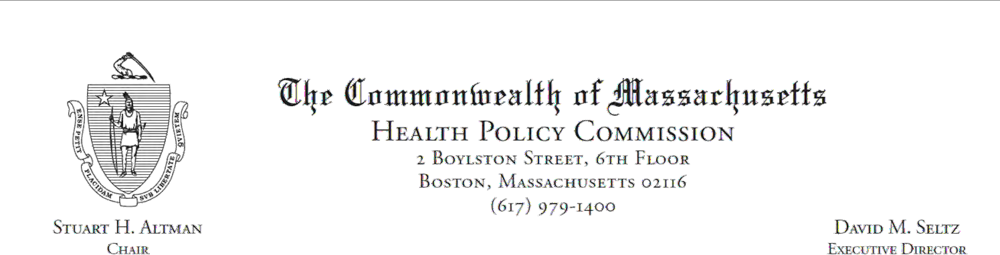 The Commonwealth of Massachusetts
HEALTH POLICY COMMISSION
2 BOYLSTON STREET, 6TH FLOOR
BOSTON, MASSACHUSETTS 02116
(617) 979-1400
ENSE PETIT
PLACIDAM
SVB LIBERTATE
QVIETEM
STUART H. ALTMAN
CHAIR
DAVID M. SELTZ
EXECUTIVE DIRECTOR